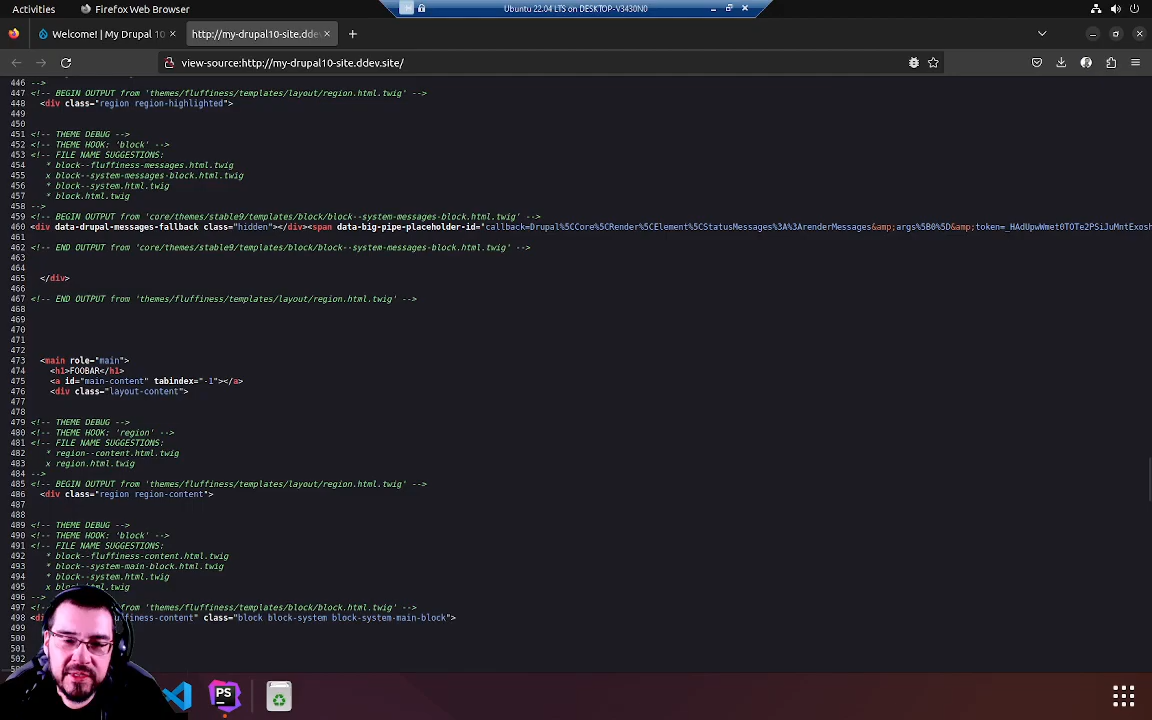 Activities
Firefox Web Browser
Ubuntu 22.04 LTS on DESKTOP-V3430N0
Welcome! | My Drupal 10
http://my-drupal10-site.ddev
view-source:http://my-drupal10-site.ddev.site/
446 -->
447 <!-- BEGIN OUTPUT from 'themes/fluffiness/templates/layout/region.html.twig' -->
448 <div class="region region-highlighted">
449
450
451 <!-- THEME DEBUG -->
452 <!-- THEME HOOK: 'block' -->
453 <!-- FILE NAME SUGGESTIONS:
454 * block--fluffiness-messages.html.twig
455 x block--system-messages-block.html.twig
456 * block--system.html.twig
457 * block.html.twig
458 -->
459 <!-- BEGIN OUTPUT from 'core/themes/stable9/templates/block/block--system-messages-block.html.twig' -->
460 <div data-drupal-messages-fallback class="hidden"></div><span data-big-pipe-placeholder-id="callback=Drupal%5CCore%5CRender%5CElement%5CStatusMessages%3A%3ArenderMessages&amp;args%5B0%5D&amp;token=_HAdUpwWmet0TOTe2PSiJuMntExosh
461
462 <!-- END OUTPUT from 'core/themes/stable9/templates/block/block--system-messages-block.html.twig' -->
463
464
465 </div>
466
467 <!-- END OUTPUT from 'themes/fluffiness/templates/layout/region.html.twig' -->
468
469
470
471
472
473 <main role="main">
474 <h1>FOOBAR</h1>
475 <a id="main-content" tabindex="-1"></a>
476 <div class="layout-content">
477
478
479 <!-- THEME DEBUG -->
480 <!-- THEME HOOK: 'region' -->
481 <!-- FILE NAME SUGGESTIONS:
482 * region--content.html.twig
483 x region.html.twig
484 -->
485 <!-- BEGIN OUTPUT from 'themes/fluffiness/templates/layout/region.html.twig' -->
486 <div class="region region-content">
487
488
489 <!-- THEME DEBUG -->
490 <!-- THEME HOOK: 'block' -->
491 <!-- FILE NAME SUGGESTIONS:
492 * block--fluffiness-content.html.twig
493 * block--system-main-block.html.twig
494 * block--system.html.twig
495 x block.html.twig
496 -->
497 <!-- from 'themes/fluffiness/templates/block/block.html.twig' -->
498 class="block block-system block-system-main-block">
499
500
501
502
PS